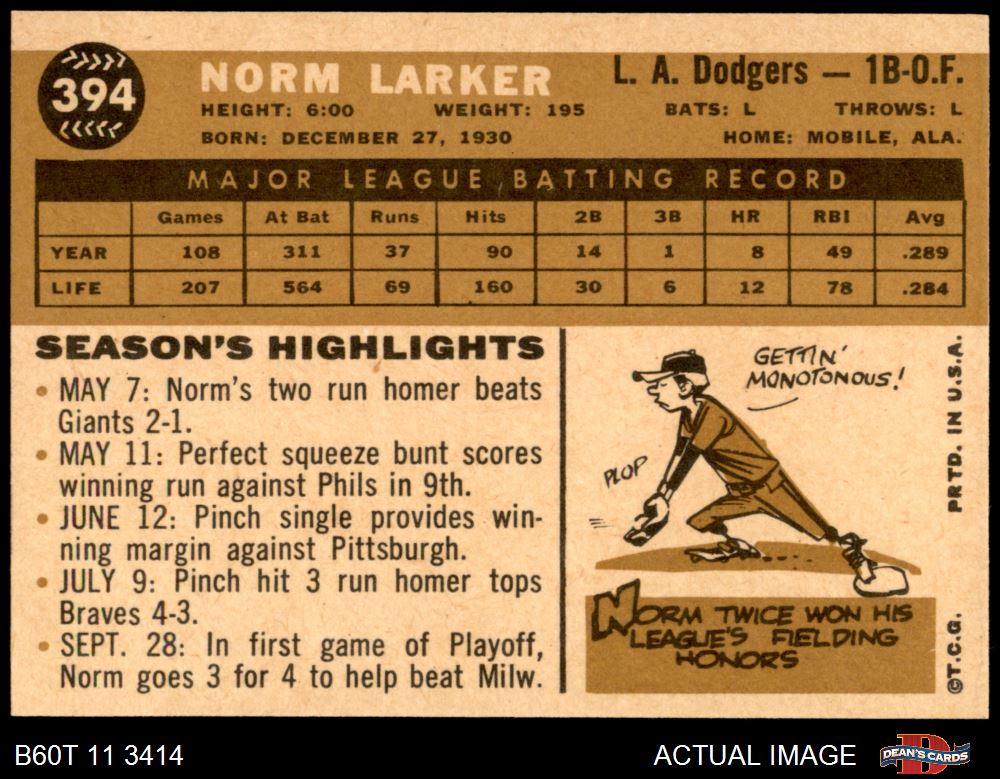 394
NORM LARKER
L. A. Dodgers — 1B-O.F.
HEIGHT: 6:00 WEIGHT: 195 BATS: L THROWS: L
BORN: DECEMBER 27, 1930 HOME: MOBILE, ALA.
MAJOR LEAGUE BATTING RECORD
Games At Bat Runs Hits 2B 3B HR RBI Avg
YEAR 108 311 37 90 14 1 8 49 .289
LIFE 207 564 69 160 30 6 12 78 .284
SEASON'S HIGHLIGHTS
• MAY 7: Norm's two run homer beats
Giants 2-1.
• MAY 11: Perfect squeeze bunt scores
winning run against Phils in 9th.
• JUNE 12: Pinch single provides win-
ning margin against Pittsburgh.
• JULY 9: Pinch hit 3 run homer tops
Braves 4-3.
• SEPT. 28: In first game of Playoff,
Norm goes 3 for 4 to help beat Milw.
GETTIN'
MONOTONOUS!
PLOP
NORM TWICE WON HIS
LEAGUE'S FIELDING
HONORS
©T.C.G. PRTD. IN U.S.A.
B60T 11 3414
ACTUAL IMAGE
D
DEAN'S CARDS